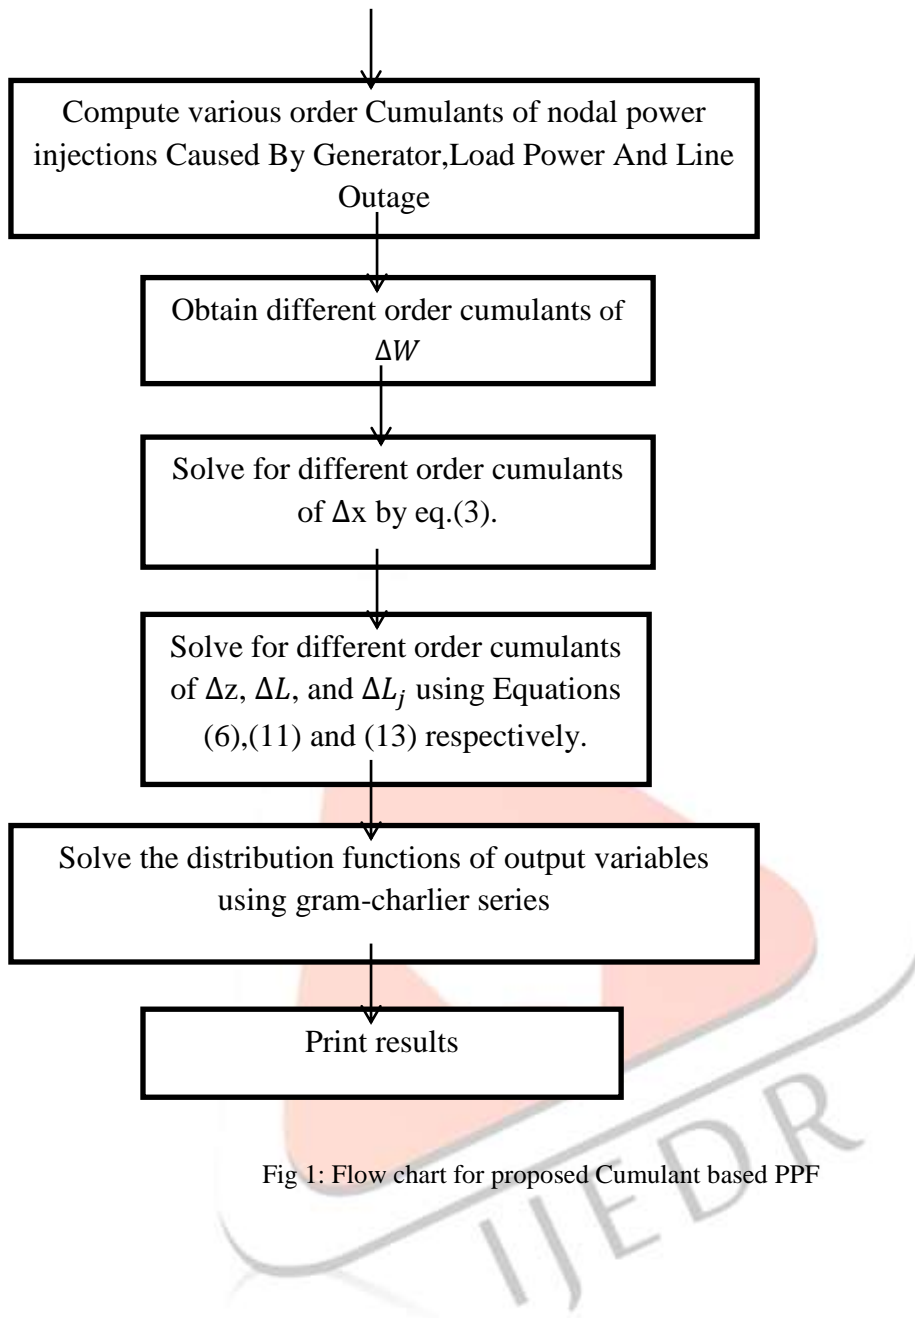 Compute various order Cumulants of nodal power
injections Caused By Generator,Load Power And Line
Outage
Obtain different order cumulants of
ΔW
Solve for different order cumulants
of Δx by eq.(3).
Solve for different order cumulants
of Δz, ΔL, and ΔLⱼ using Equations
(6),(11) and (13) respectively.
Solve the distribution functions of output variables
using gram-charlier series
Print results
Fig 1: Flow chart for proposed Cumulant based PPF
IJEDR